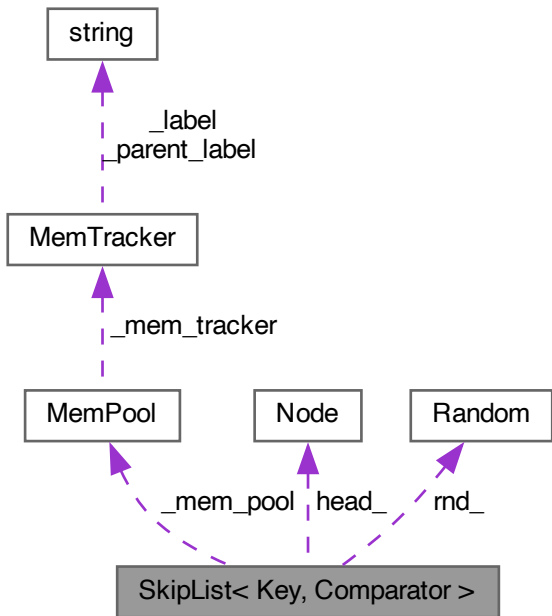 string
_label
_parent_label
MemTracker
_mem_tracker
MemPool
Node
Random
_mem_pool
head_
rnd_
SkipList< Key, Comparator >